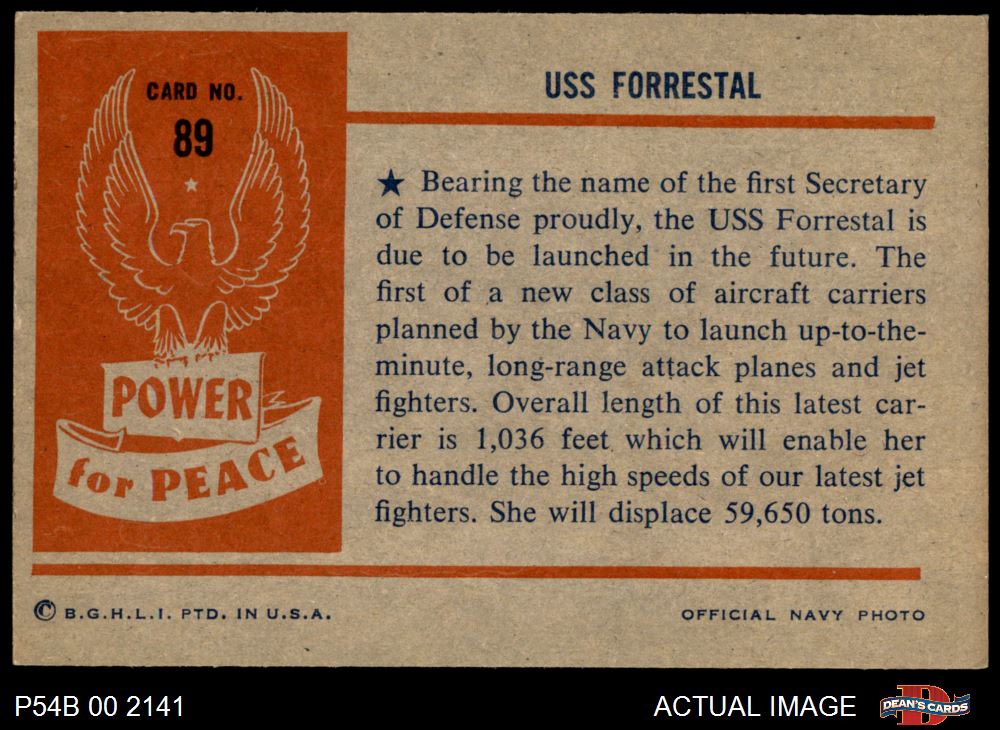 CARD NO.
89
POWER
for PEACE
USS FORRESTAL
★ Bearing the name of the first Secretary
of Defense proudly, the USS Forrestal is
due to be launched in the future. The
first of a new class of aircraft carriers
planned by the Navy to launch up-to-the-
minute, long-range attack planes and jet
fighters. Overall length of this latest car-
rier is 1,036 feet which will enable her
to handle the high speeds of our latest jet
fighters. She will displace 59,650 tons.
© B.G.H.L.I. PTD. IN U.S.A.
OFFICIAL NAVY PHOTO
P54B 00 2141
ACTUAL IMAGE
D
DEAN'S CARDS